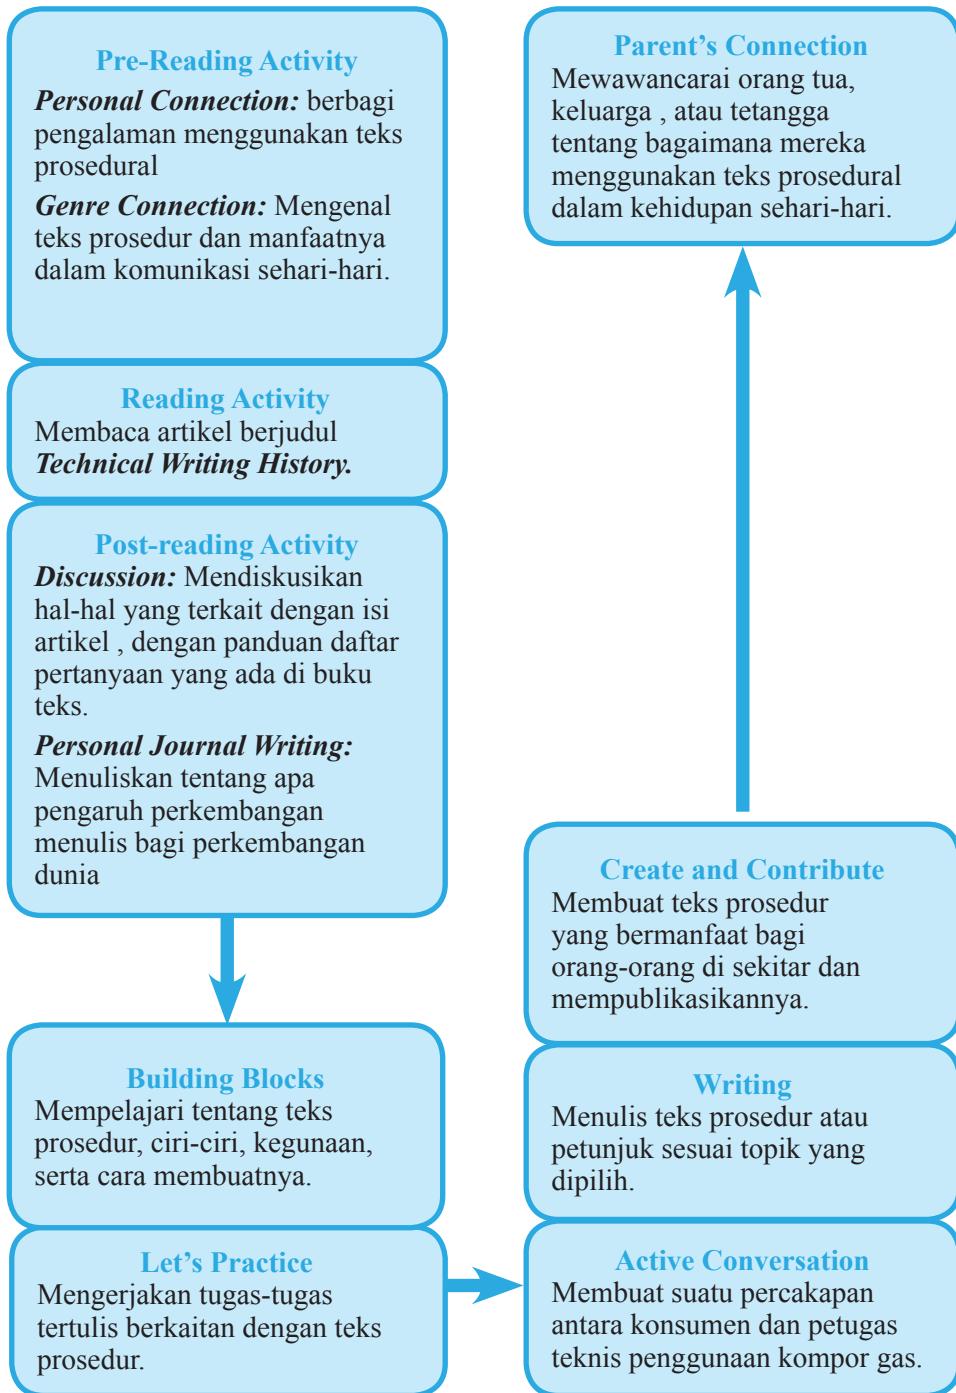 Pre-Reading Activity
Personal Connection: berbagi
pengalaman menggunakan teks
prosedural
Genre Connection: Mengenal
teks prosedur dan manfaatnya
dalam komunikasi sehari-hari.
Reading Activity
Membaca artikel berjudul
Technical Writing History.
Post-reading Activity
Discussion: Mendiskusikan
hal-hal yang terkait dengan isi
artikel , dengan panduan daftar
pertanyaan yang ada di buku
teks.
Personal Journal Writing:
Menuliskan tentang apa
pengaruh perkembangan
menulis bagi perkembangan
dunia
Building Blocks
Mempelajari tentang teks
prosedur, ciri-ciri, kegunaan,
serta cara membuatnya.
Let's Practice
Mengerjakan tugas-tugas
tertulis berkaitan dengan teks
prosedur.
Active Conversation
Membuat suatu percakapan
antara konsumen dan petugas
teknis penggunaan kompor gas.
Writing
Menulis teks prosedur atau
petunjuk sesuai topik yang
dipilih.
Create and Contribute
Membuat teks prosedur
yang bermanfaat bagi
orang-orang di sekitar dan
mempublikasikannya.
Parent's Connection
Mewawancarai orang tua,
keluarga , atau tetangga
tentang bagaimana mereka
menggunakan teks prosedural
dalam kehidupan sehari-hari.